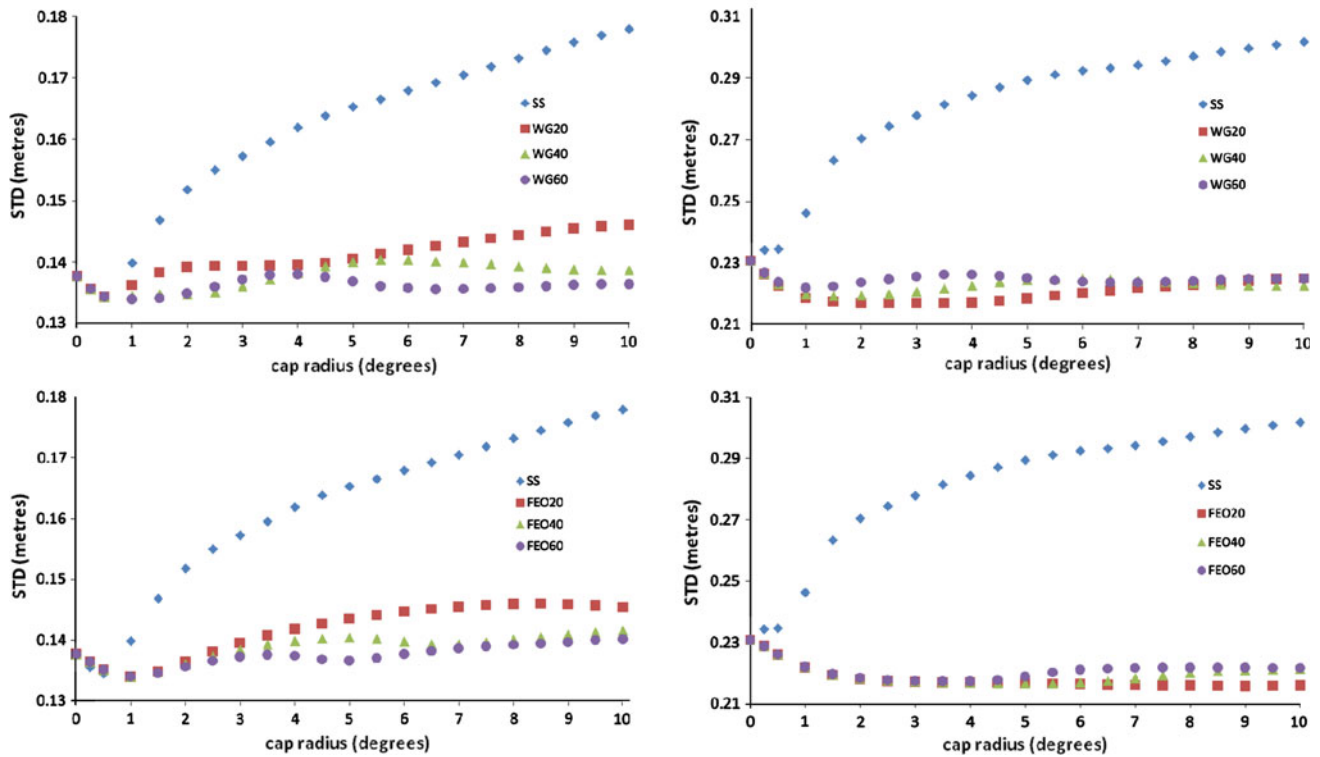 0.18
0.17
0.16
0.15
0.14
0.13
STD (metres)
SS
WG20
WG40
WG60
0 1 2 3 4 5 6 7 8 9 10
cap radius (degrees)
0.31
0.29
0.27
0.25
0.23
0.21
STD (metres)
SS
WG20
WG40
WG60
0 1 2 3 4 5 6 7 8 9 10
cap radius (degrees)
0.18
0.17
0.16
0.15
0.14
0.13
STD (metres)
SS
FEO20
FEO40
FEO60
0 1 2 3 4 5 6 7 8 9 10
cap radius (degrees)
0.31
0.29
0.27
0.25
0.23
0.21
STD (metres)
SS
FEO20
FEO40
FEO60
0 1 2 3 4 5 6 7 8 9 10
cap radius (degrees)